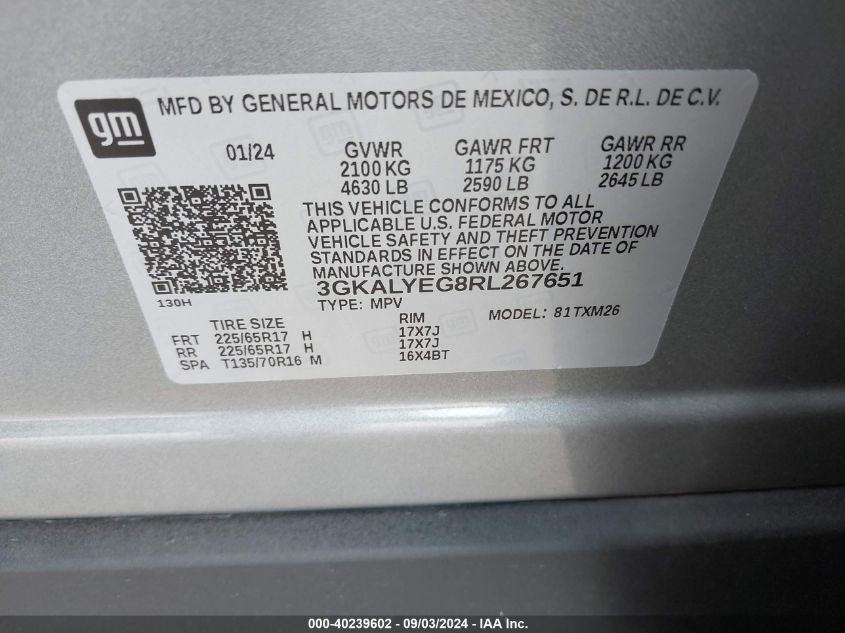 gm
MFD BY GENERAL MOTORS DE MEXICO, S. DE R.L. DE C.V.
01/24
GVWR
2100 KG
4630 LB
GAWR FRT
1175 KG
2590 LB
GAWR RR
1200 KG
2645 LB
THIS VEHICLE CONFORMS TO ALL
APPLICABLE U.S. FEDERAL MOTOR
VEHICLE SAFETY AND THEFT PREVENTION
STANDARDS IN EFFECT ON THE DATE OF
MANUFACTURE SHOWN ABOVE.
3GKALYEG8RL267651
130H
TYPE: MPV
MODEL: 81TXM26
TIRE SIZE RIM
FRT 225/65R17 H 17X7J
RR 225/65R17 H 17X7J
SPA T135/70R16 M 16X4BT
000-40239602 - 09/03/2024 - IAA Inc.